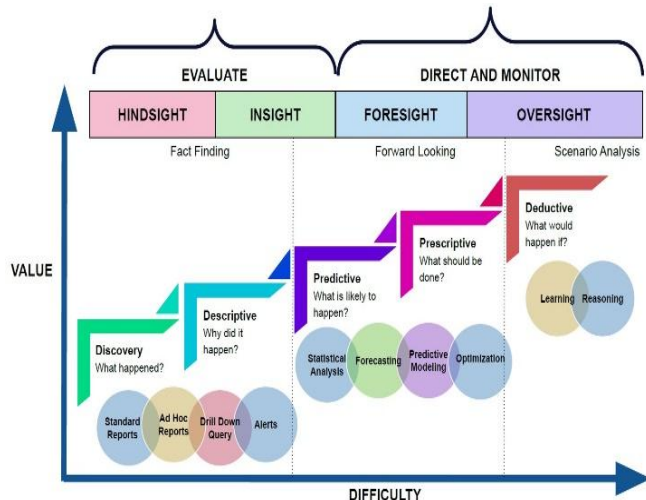 EVALUATE
DIRECT AND MONITOR
HINDSIGHT
INSIGHT
FORESIGHT
OVERSIGHT
Fact Finding
Forward Looking
Scenario Analysis
VALUE
Deductive
What would
happen if?
Prescriptive
What should be
done?
Predictive
What is likely to
happen?
Descriptive
Why did it
happen?
Discovery
What happened?
Learning
Reasoning
Statistical
Analysis
Forecasting
Predictive
Modeling
Optimization
Standard
Reports
Ad Hoc
Reports
Drill Down
Query
Alerts
DIFFICULTY